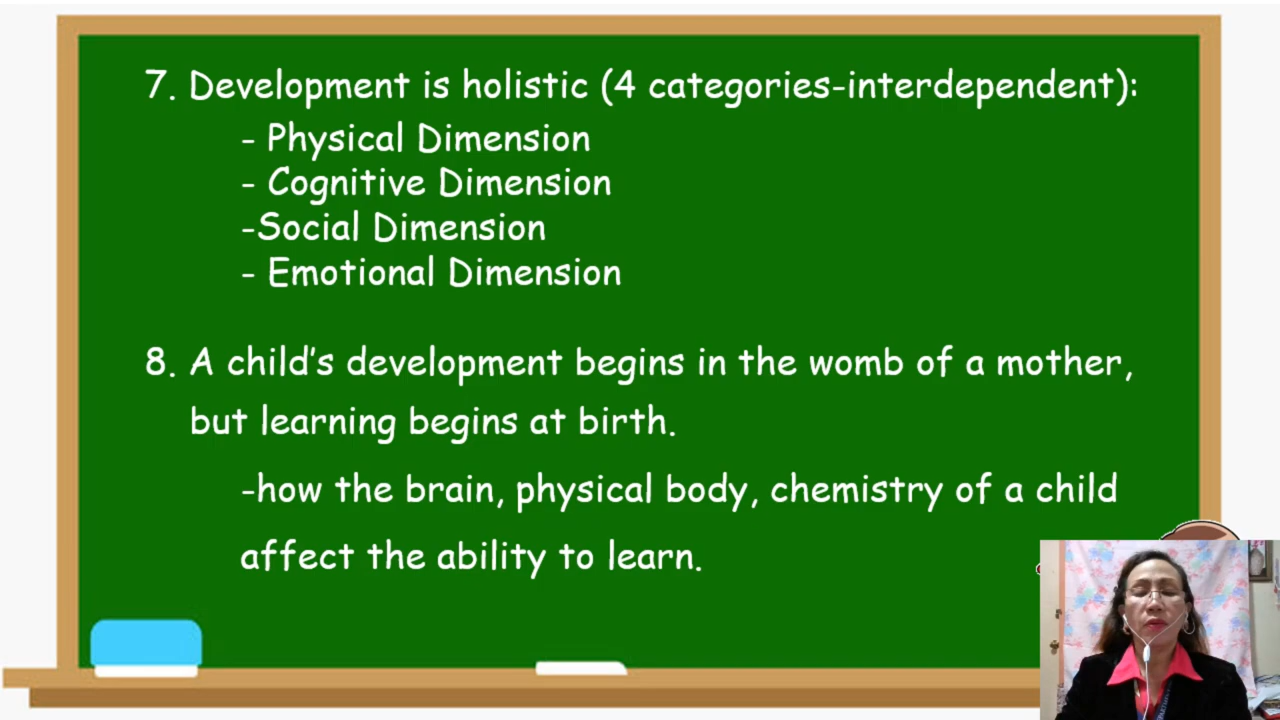 7. Development is holistic (4 categories-interdependent):
- Physical Dimension
- Cognitive Dimension
-Social Dimension
- Emotional Dimension
8. A child's development begins in the womb of a mother,
but learning begins at birth.
-how the brain, physical body, chemistry of a child
affect the ability to learn.